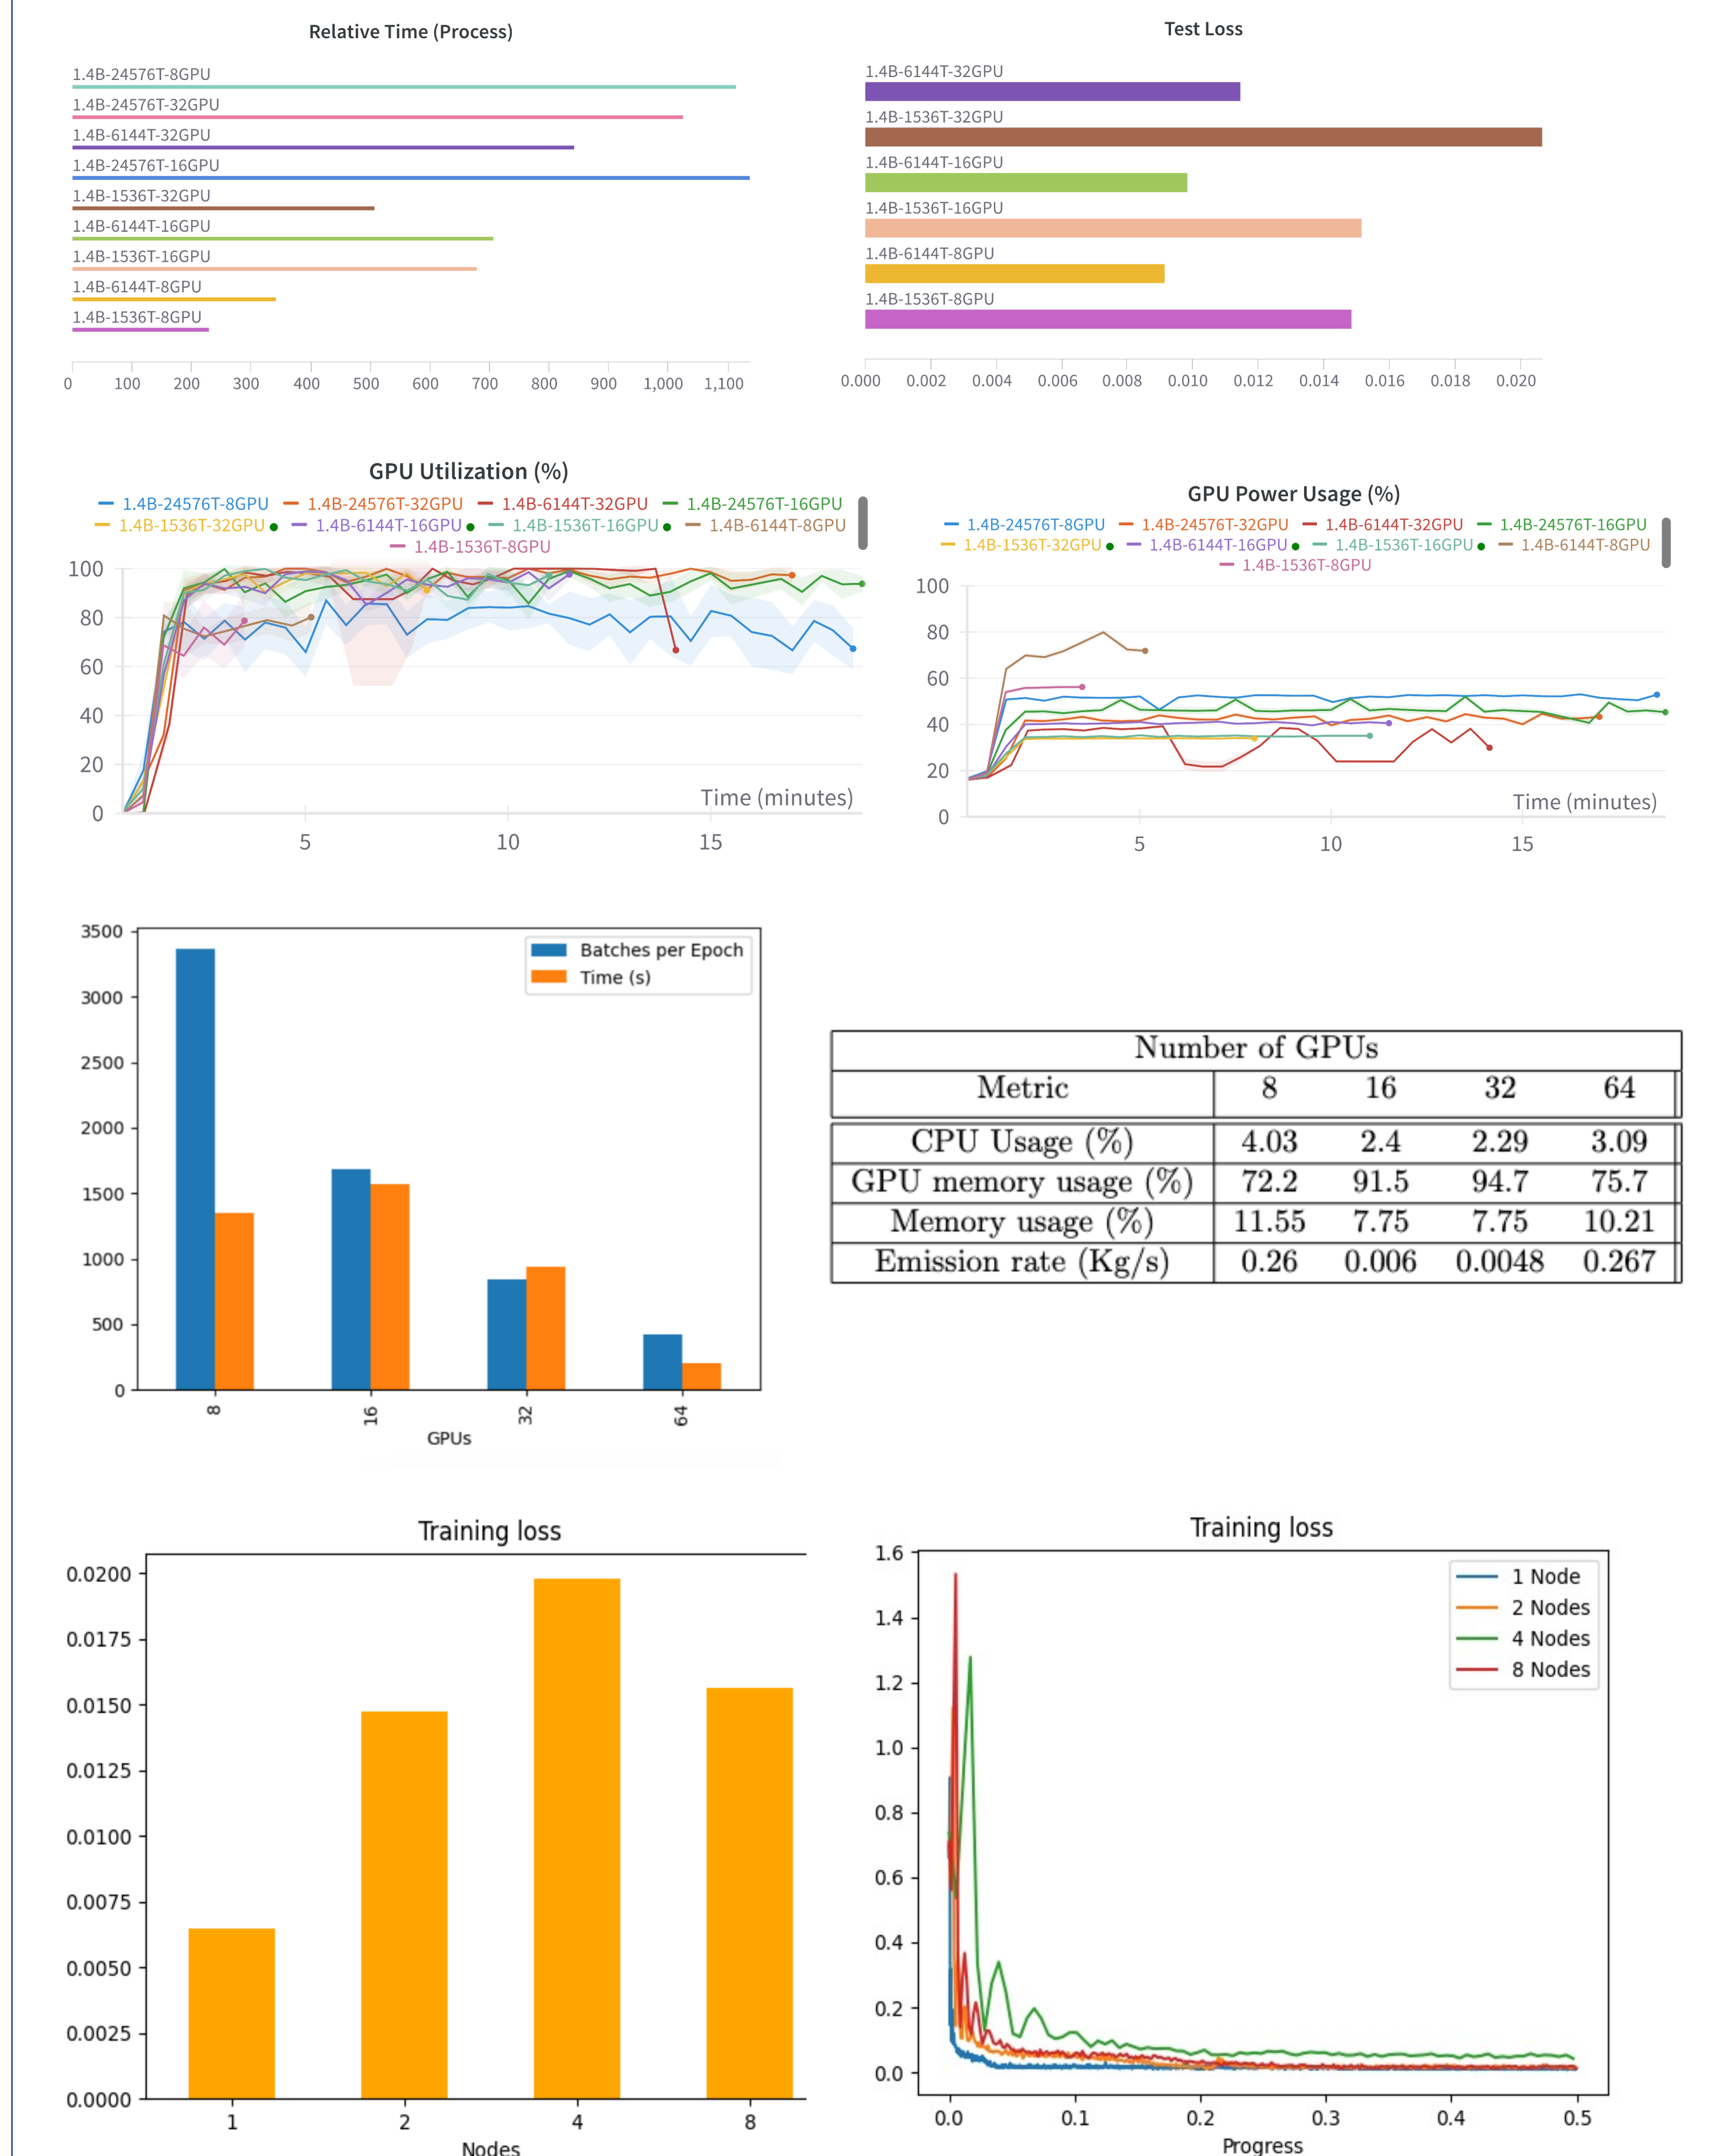 Relative Time (Process)
1.4B-24576T-8GPU
1.4B-24576T-32GPU
1.4B-6144T-32GPU
1.4B-24576T-16GPU
1.4B-1536T-32GPU
1.4B-6144T-16GPU
1.4B-1536T-16GPU
1.4B-6144T-8GPU
1.4B-1536T-8GPU
0 100 200 300 400 500 600 700 800 900 1,000 1,100
Test Loss
1.4B-6144T-32GPU
1.4B-1536T-32GPU
1.4B-6144T-16GPU
1.4B-1536T-16GPU
1.4B-6144T-8GPU
1.4B-1536T-8GPU
0.000 0.002 0.004 0.006 0.008 0.010 0.012 0.014 0.016 0.018 0.020
GPU Utilization (%)
1.4B-24576T-8GPU 1.4B-24576T-32GPU 1.4B-6144T-32GPU 1.4B-24576T-16GPU
1.4B-1536T-32GPU 1.4B-6144T-16GPU 1.4B-1536T-16GPU 1.4B-6144T-8GPU
1.4B-1536T-8GPU
100
80
60
40
20
0
Time (minutes)
5 10 15
GPU Power Usage (%)
1.4B-24576T-8GPU 1.4B-24576T-32GPU 1.4B-6144T-32GPU 1.4B-24576T-16GPU
1.4B-1536T-32GPU 1.4B-6144T-16GPU 1.4B-1536T-16GPU 1.4B-6144T-8GPU
1.4B-1536T-8GPU
100
80
60
40
20
0
Time (minutes)
5 10 15
3500
3000
2500
2000
1500
1000
500
0
Batches per Epoch
Time (s)
8 16 32 64
GPUs
Number of GPUs
Metric 8 16 32 64
CPU Usage (%) 4.03 2.4 2.29 3.09
GPU memory usage (%) 72.2 91.5 94.7 75.7
Memory usage (%) 11.55 7.75 7.75 10.21
Emission rate (Kg/s) 0.26 0.006 0.0048 0.267
Training loss
0.0200
0.0175
0.0150
0.0125
0.0100
0.0075
0.0050
0.0025
0.0000
1 2 4 8
Nodes
Training loss
1.6
1.4
1.2
1.0
0.8
0.6
0.4
0.2
0.0
1 Node
2 Nodes
4 Nodes
8 Nodes
0.0 0.1 0.2 0.3 0.4 0.5
Progress